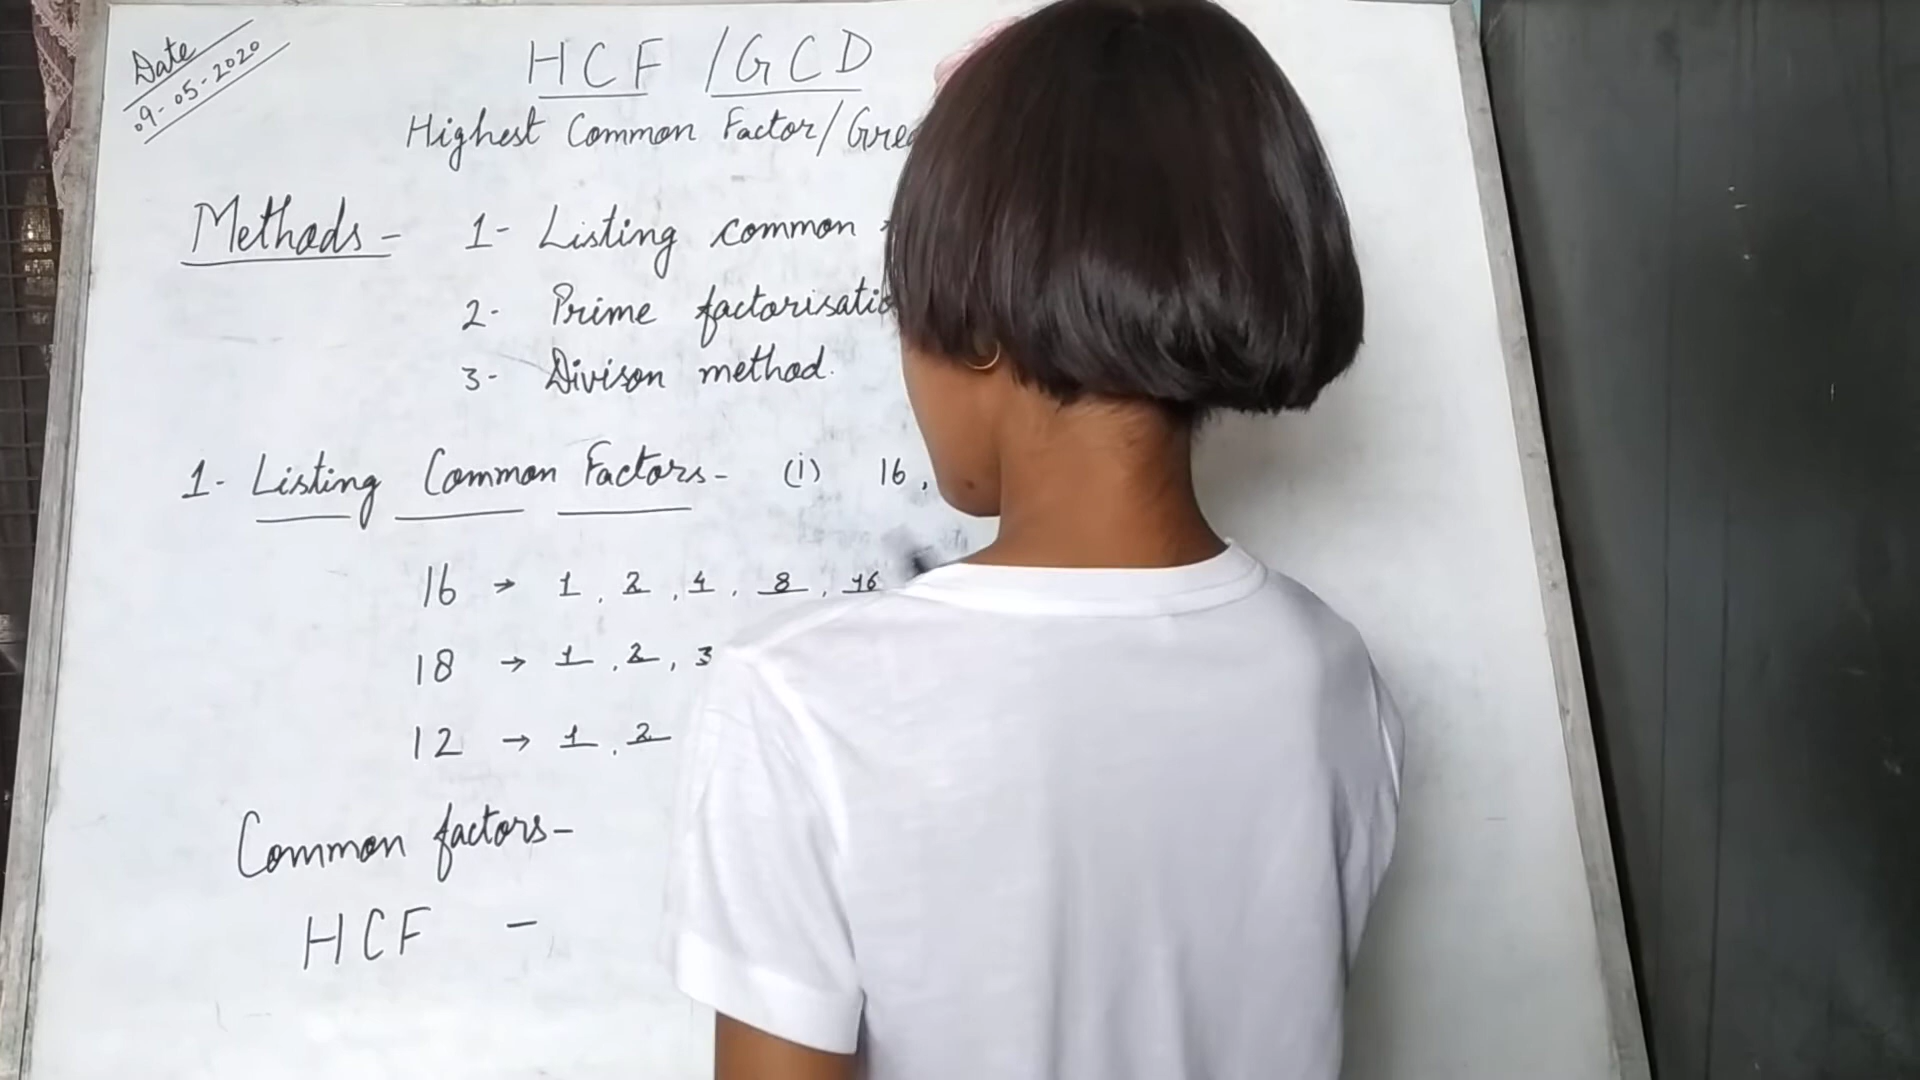 Date
09-05-2020
HCF /GCD
Highest Common Factor/Grea
Methods - 1- Listing common
2- Prime factorisatio
3- Divison method.
1- Listing Common Factors- (i) 16,
16 → 1, 2, 4, 8, 16
18 → 1, 2, 3
12 → 1, 2
Common factors-
HCF -